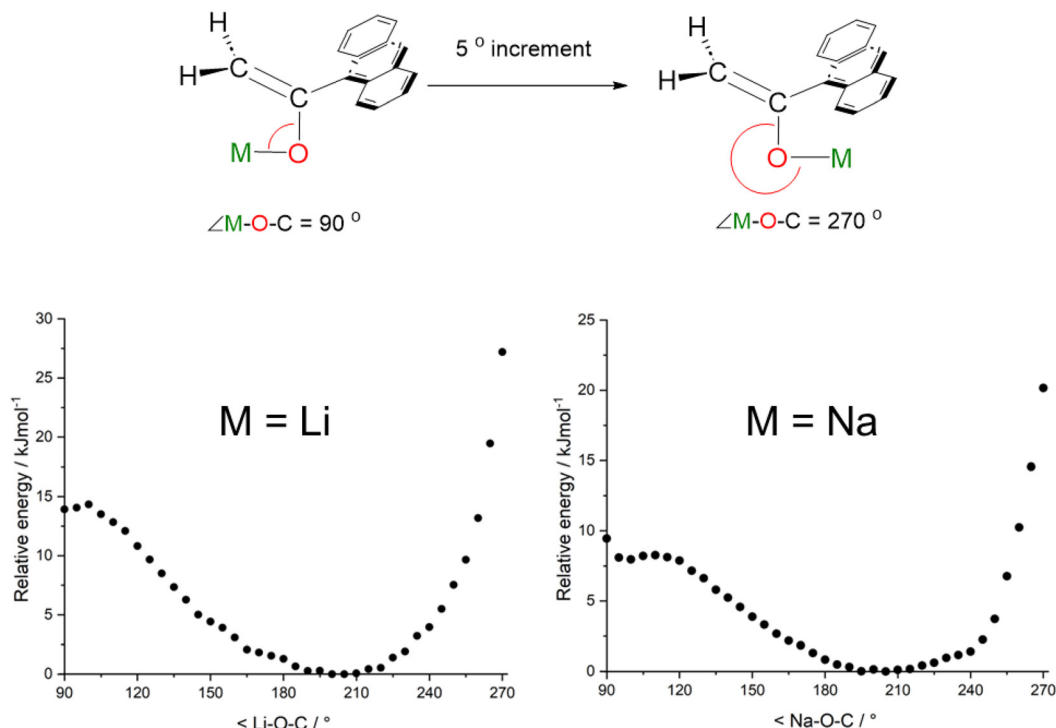 H
H
C
C
M
O
5 ° increment
H
H
C
C
O
M
∠M-O-C = 90 °
∠M-O-C = 270 °
30
25
20
15
10
5
0
Relative energy / kJmol⁻¹
M = Li
90 120 150 180 210 240 270
< Li-O-C / °
25
20
15
10
5
0
Relative energy / kJmol⁻¹
M = Na
90 120 150 180 210 240 270
< Na-O-C / °